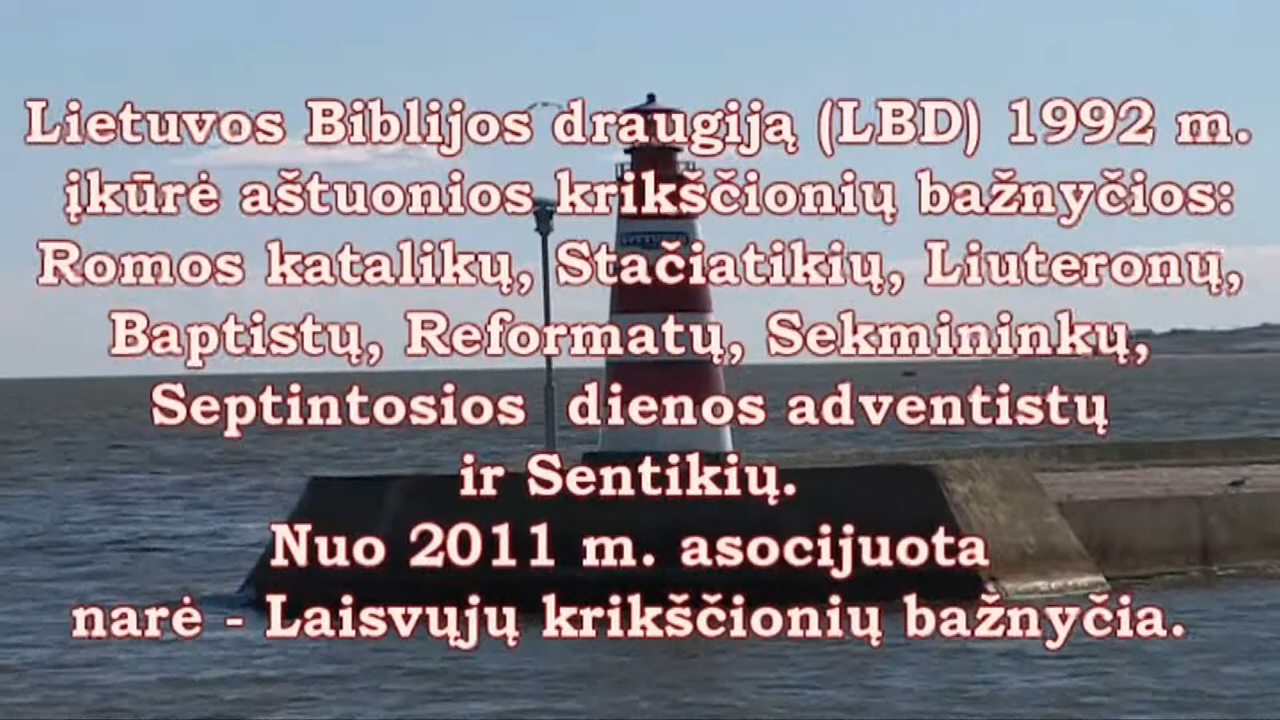 Lietuvos Biblijos draugiją (LBD) 1992 m.
įkūrė aštuonios krikščionių bažnyčios:
Romos katalikų, Stačiatikių, Liuteronų,
Baptistų, Reformatų, Sekmininkų,
Septintosios dienos adventistų
ir Sentikių.
Nuo 2011 m. asocijuota
narė - Laisvųjų krikščionių bažnyčia.